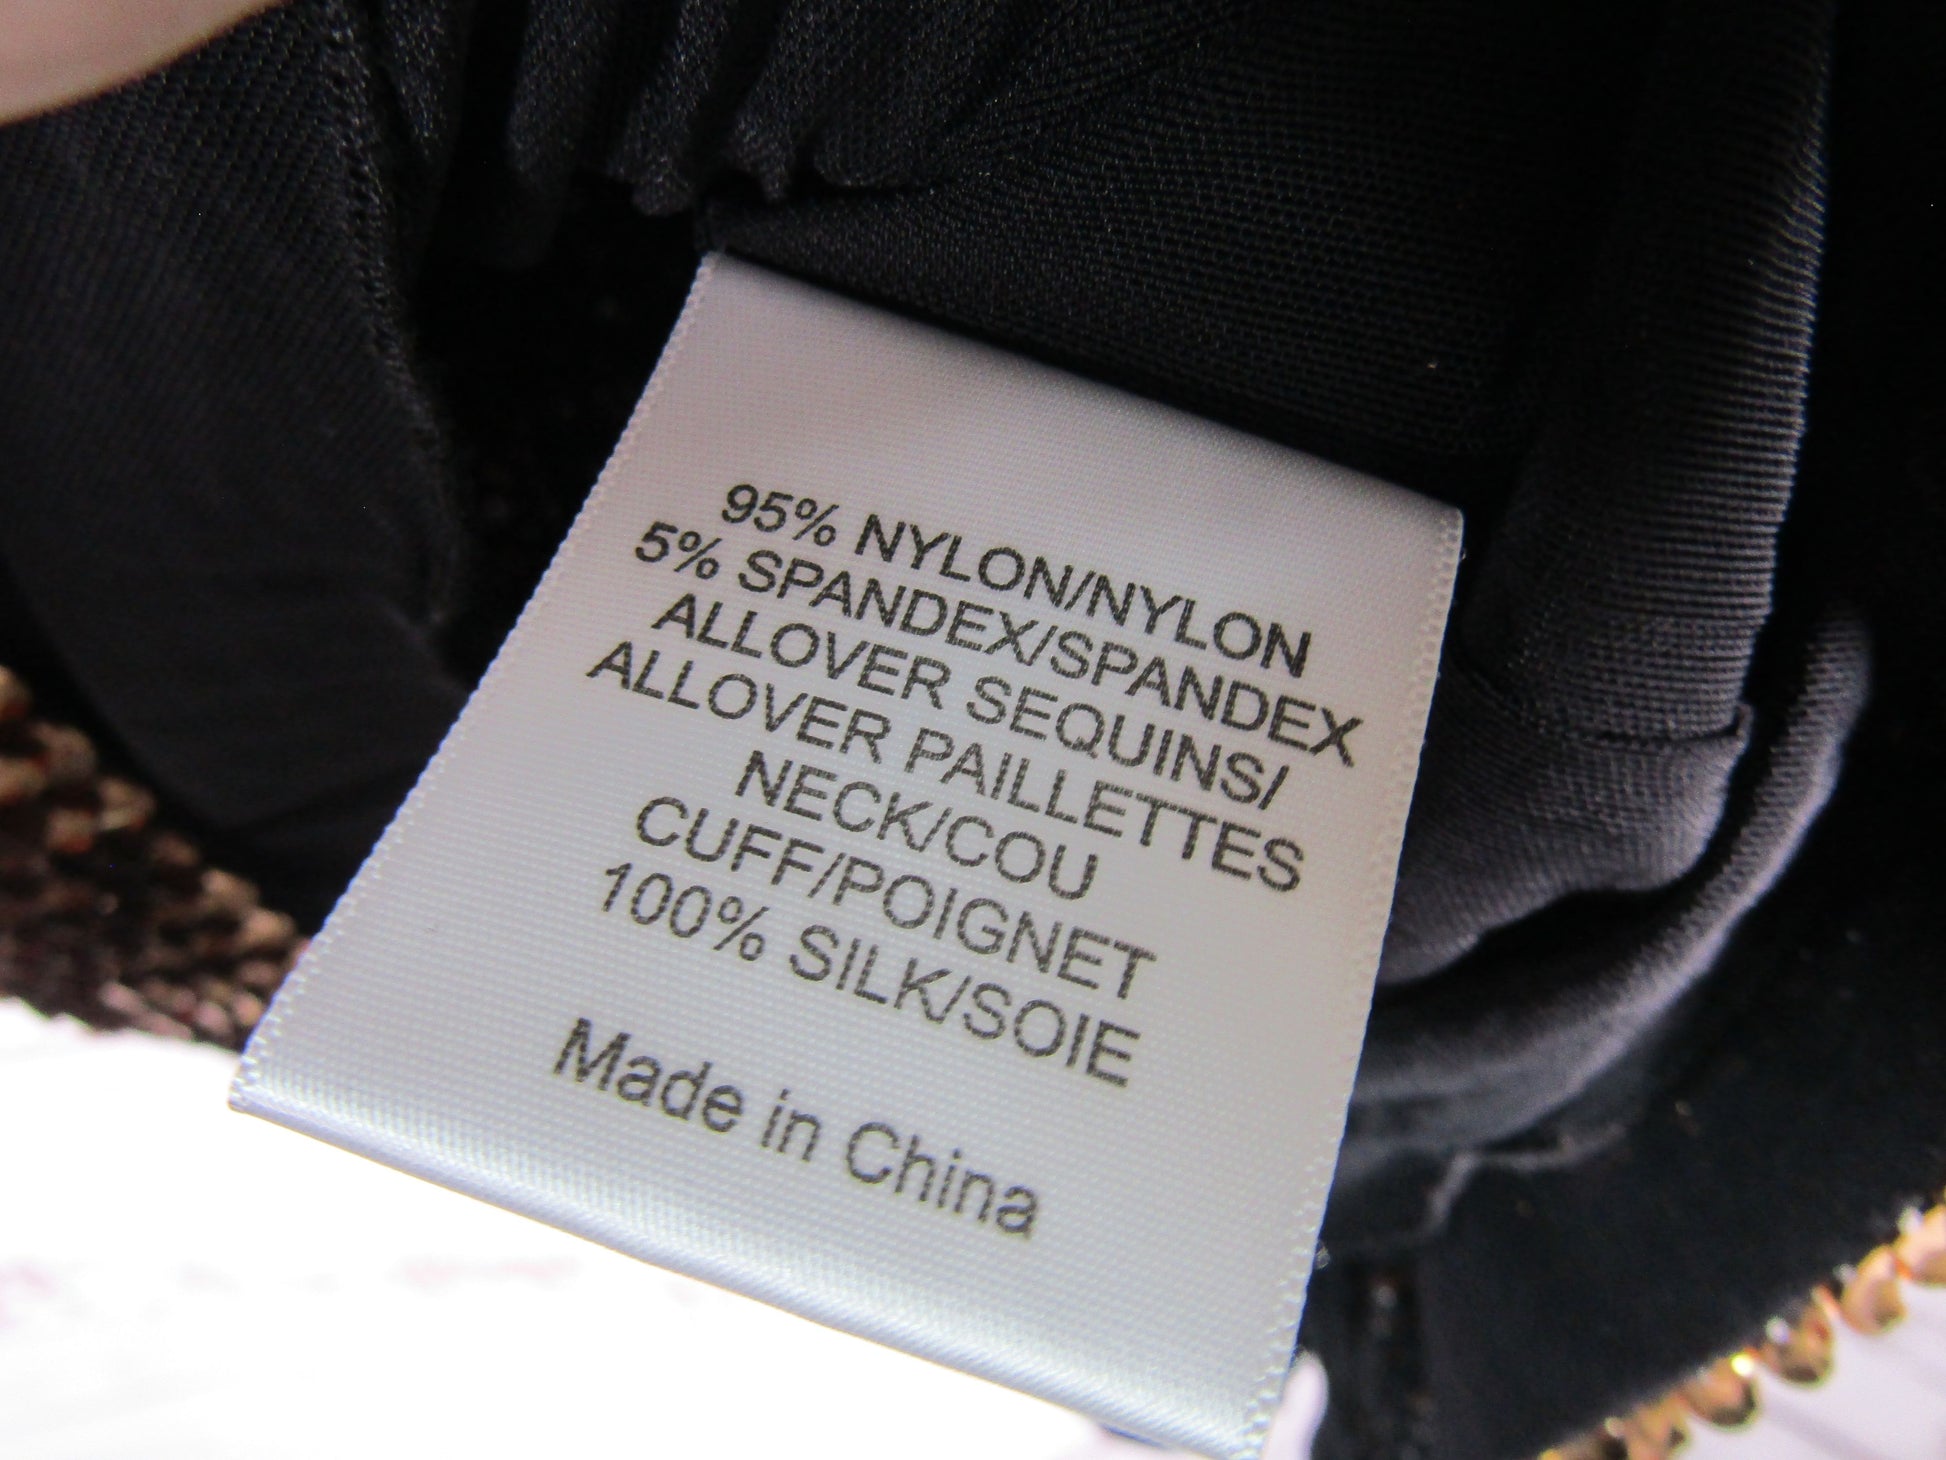 95% NYLON/NYLON
5% SPANDEX/SPANDEX
ALLOVER SEQUINS/
ALLOVER PAILLETTES
NECK/COU
CUFF/POIGNET
100% SILK/SOIE
Made in China